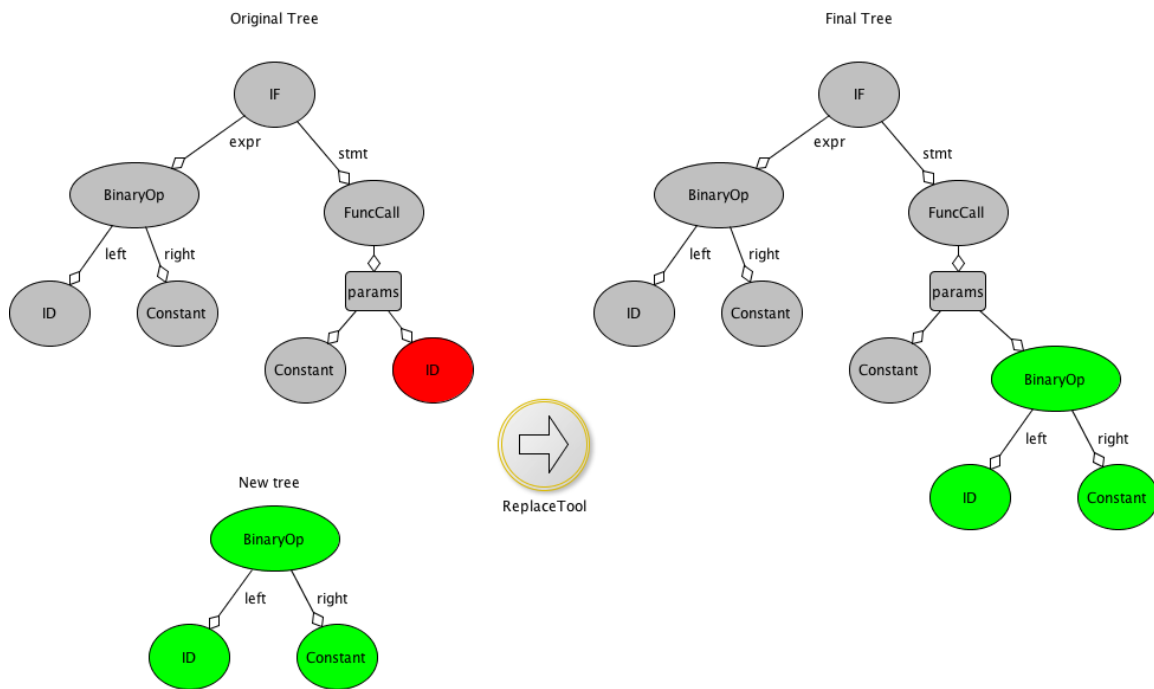 Original Tree
IF
expr
stmt
BinaryOp
FuncCall
left
right
params
ID
Constant
Constant
ID
New tree
BinaryOp
left
right
ID
Constant
ReplaceTool
Final Tree
IF
expr
stmt
BinaryOp
FuncCall
left
right
params
ID
Constant
Constant
BinaryOp
left
right
ID
Constant